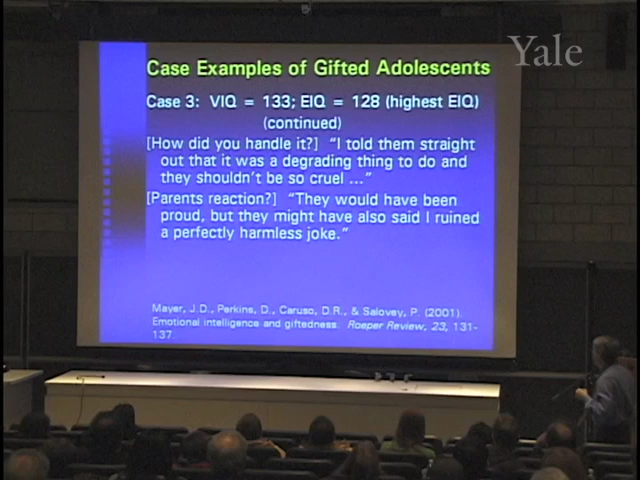 Yale
Case Examples of Gifted Adolescents
Case 3: VIQ = 133; EIQ = 128 (highest EIQ)
(continued)
[How did you handle it?] "I told them straight
out that it was a degrading thing to do and
they shouldn't be so cruel ..."
[Parents reaction?] "They would have been
proud, but they might have also said I ruined
a perfectly harmless joke."
Mayer, J.D., Perkins, D., Caruso, D.R., & Salovey, P. (2001).
Emotional intelligence and giftedness. Roeper Review, 23, 131-
137.